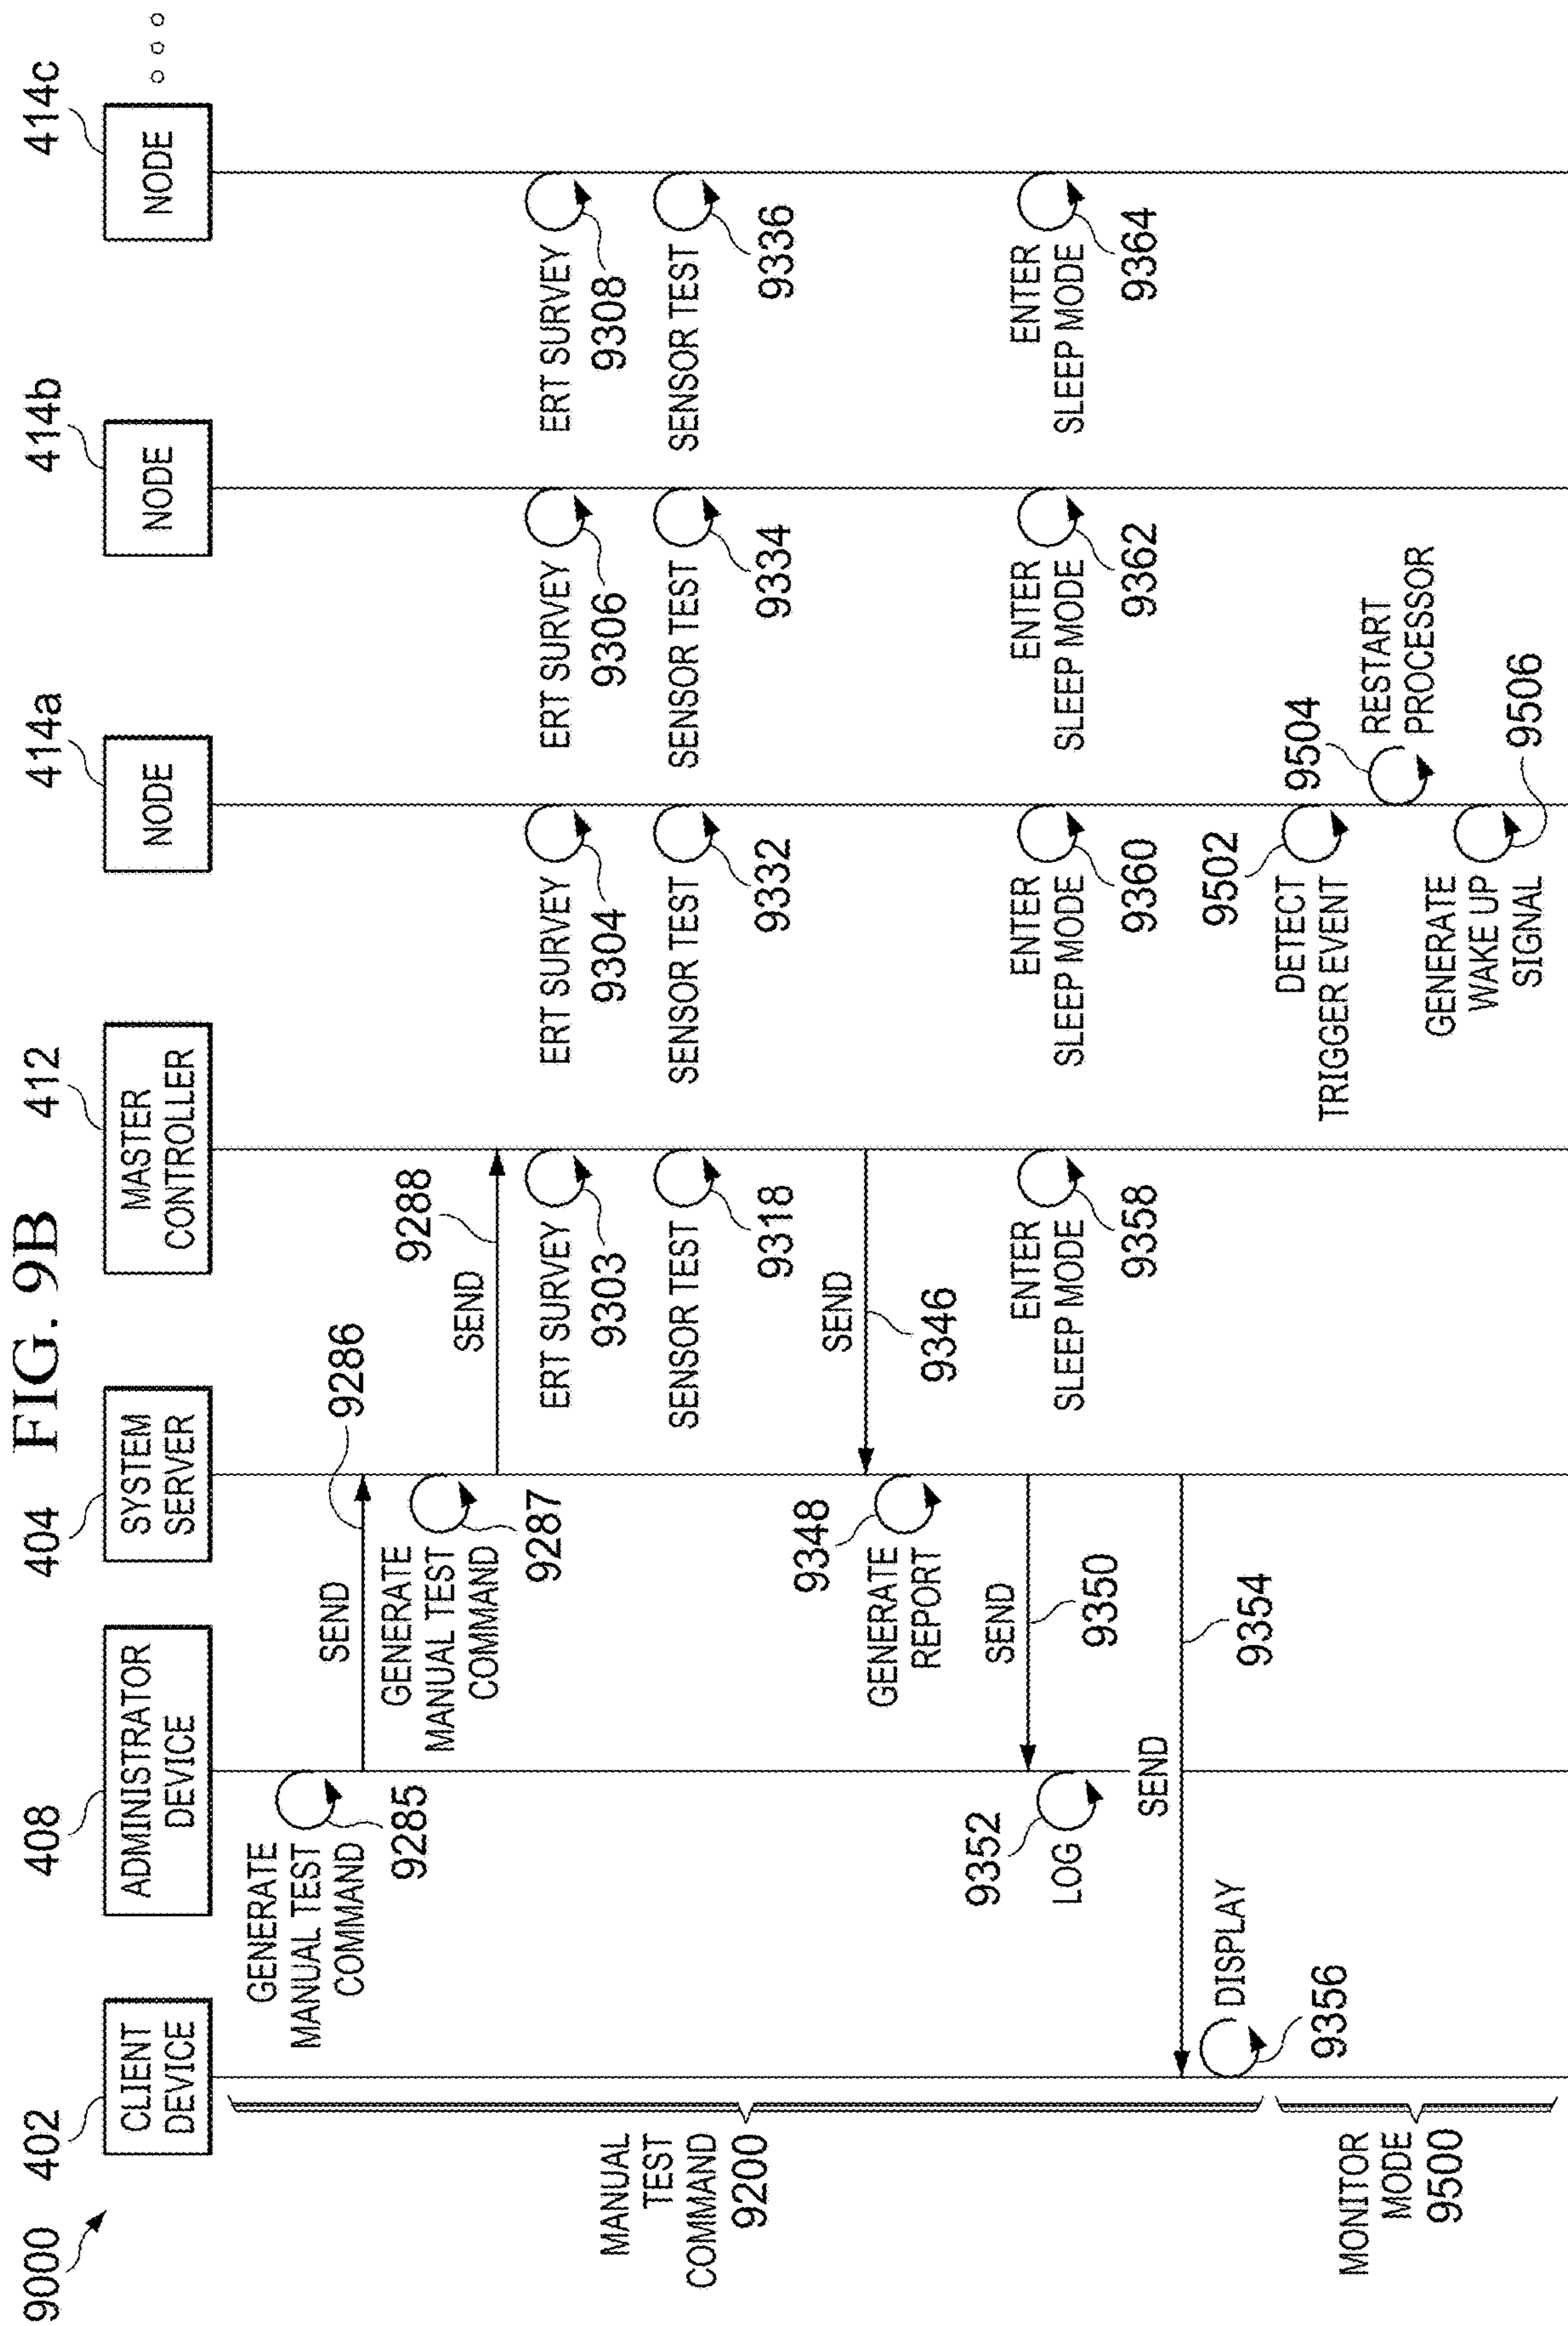 FIG. 9B
9000
402
CLIENT
DEVICE
408
ADMINISTRATOR
DEVICE
404
SYSTEM
SERVER
412
MASTER
CONTROLLER
414a
NODE
414b
NODE
414c
NODE
MANUAL
TEST
COMMAND
9200
GENERATE
MANUAL TEST
COMMAND
9285
SEND
9286
GENERATE
MANUAL TEST
COMMAND
9287
SEND
9288
ERT SURVEY
9303
ERT SURVEY
9304
ERT SURVEY
9306
ERT SURVEY
9308
SENSOR TEST
9318
SENSOR TEST
9332
SENSOR TEST
9334
SENSOR TEST
9336
SEND
9346
9348
GENERATE
REPORT
SEND
9350
9352
LOG
ENTER
SLEEP MODE
9358
ENTER
SLEEP MODE
9360
ENTER
SLEEP MODE
9362
ENTER
SLEEP MODE
9364
SEND
9354
DISPLAY
9356
MONITOR
MODE
9500
9502
DETECT
TRIGGER EVENT
9504
RESTART
PROCESSOR
GENERATE
WAKE UP
SIGNAL
9506